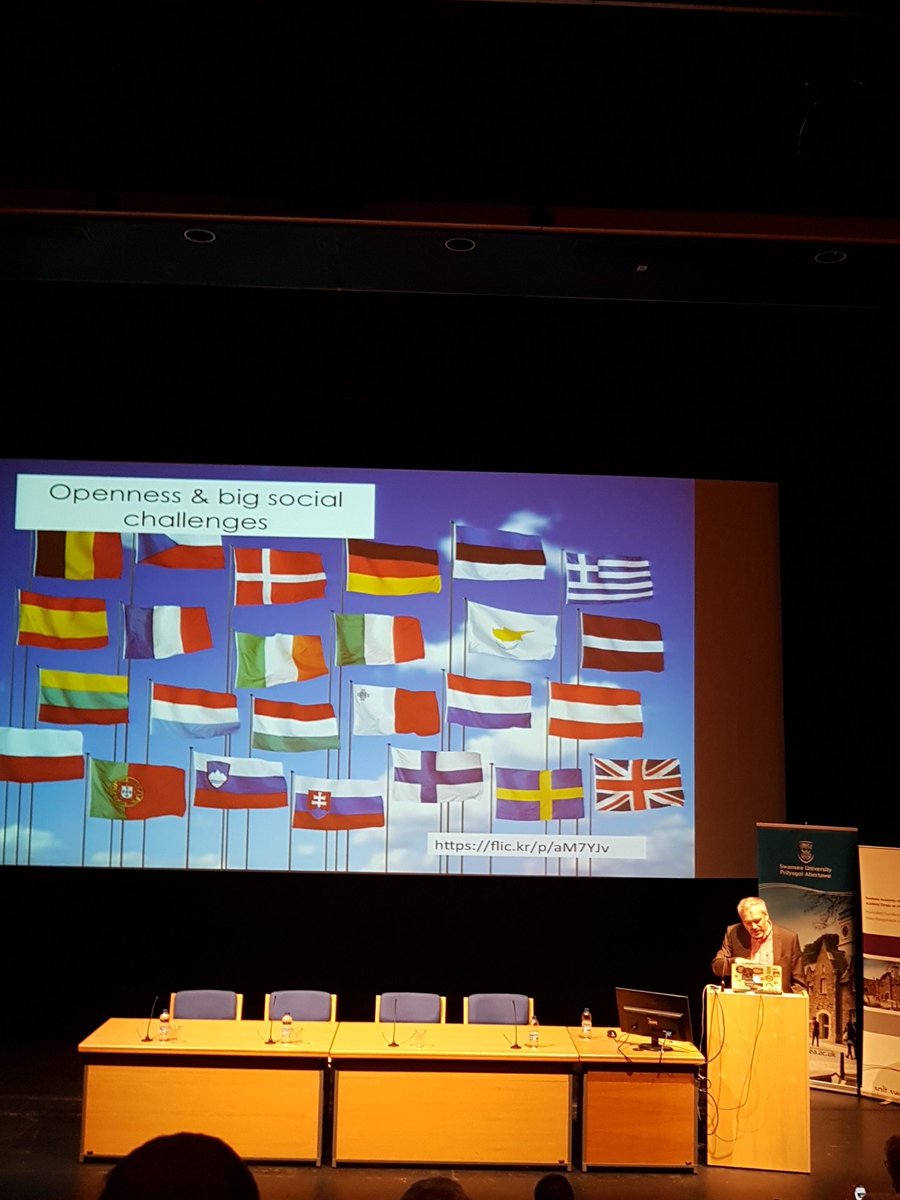 Openness & big social
challenges
https://flic.kr/p/aM7YJv
Swansea University
Prifysgol Abertawe